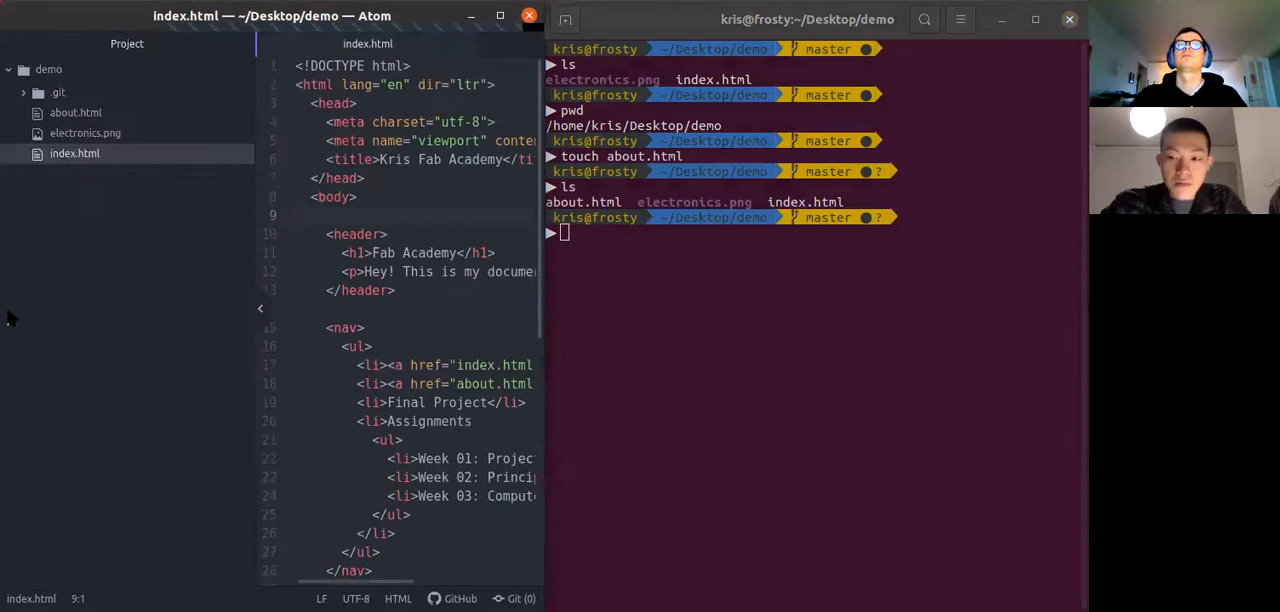 index.html — ~/Desktop/demo — Atom
Project
demo
.git
about.html
electronics.png
index.html
index.html
1 <!DOCTYPE html>
2 <html lang="en" dir="ltr">
3 <head>
4 <meta charset="utf-8">
5 <meta name="viewport" conte
6 <title>Kris Fab Academy</tit
7 </head>
8 <body>
9
10 <header>
11 <h1>Fab Academy</h1>
12 <p>Hey! This is my docume
13 </header>
15 <nav>
16 <ul>
17 <li><a href="index.html
18 <li><a href="about.html
19 <li>Final Project</li>
20 <li>Assignments
21 <ul>
22 <li>Week 01: Projec
23 <li>Week 02: Princi
24 <li>Week 03: Compute
25 </ul>
26 </li>
27 </ul>
28 </nav>
index.html 9:1 LF UTF-8 HTML GitHub Git (0)
kris@frosty:~/Desktop/demo
kris@frosty ~/Desktop/demo master ●
▶ ls
electronics.png index.html
kris@frosty ~/Desktop/demo master ●
▶ pwd
/home/kris/Desktop/demo
kris@frosty ~/Desktop/demo master ●
▶ touch about.html
kris@frosty ~/Desktop/demo master ●?
▶ ls
about.html electronics.png index.html
kris@frosty ~/Desktop/demo master ●?
▶